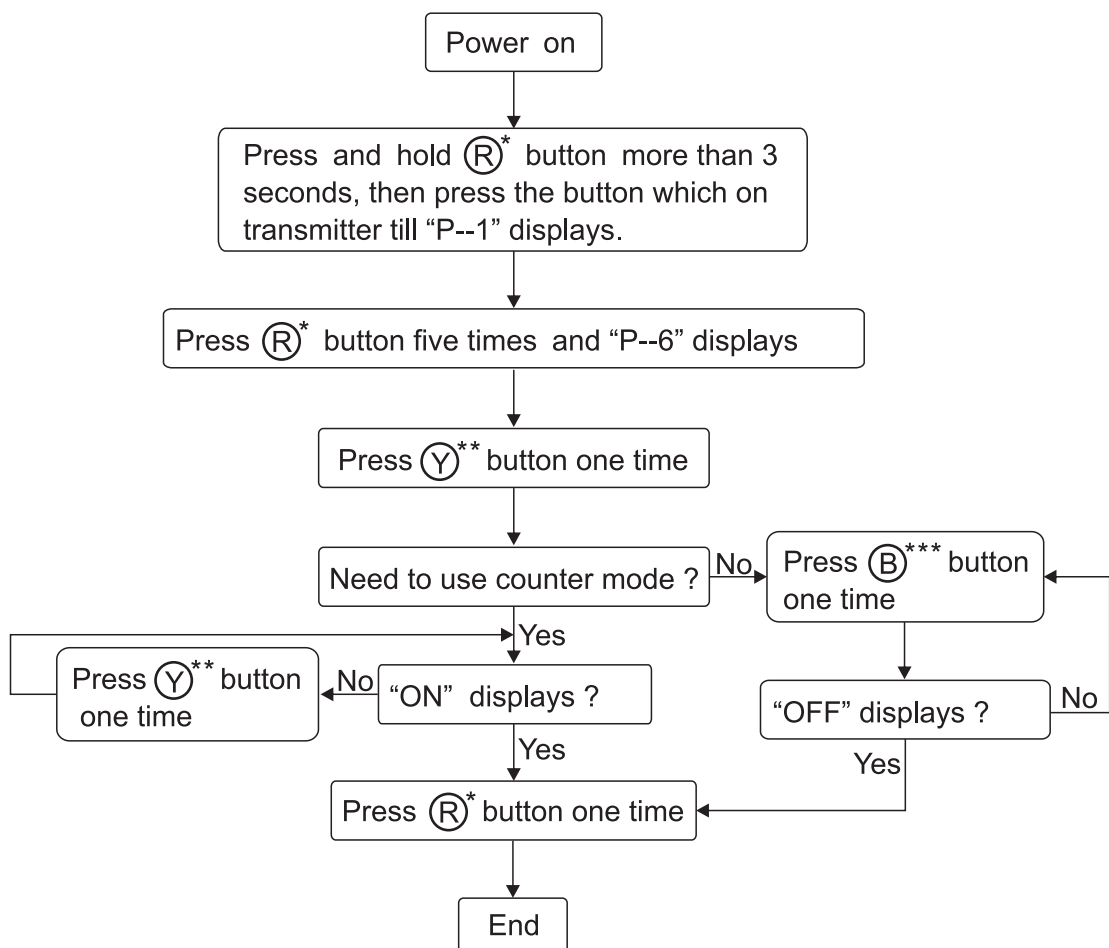 Power on
Press and hold Ⓡ* button more than 3
seconds, then press the button which on
transmitter till “P--1” displays.
Press Ⓡ* button five times and “P--6” displays
Press Ⓨ** button one time
Need to use counter mode ?
No
Press Ⓑ*** button
one time
Yes
Press Ⓨ** button
one time
No
“ON” displays ?
“OFF” displays ?
No
Yes
Yes
Press Ⓡ* button one time
End